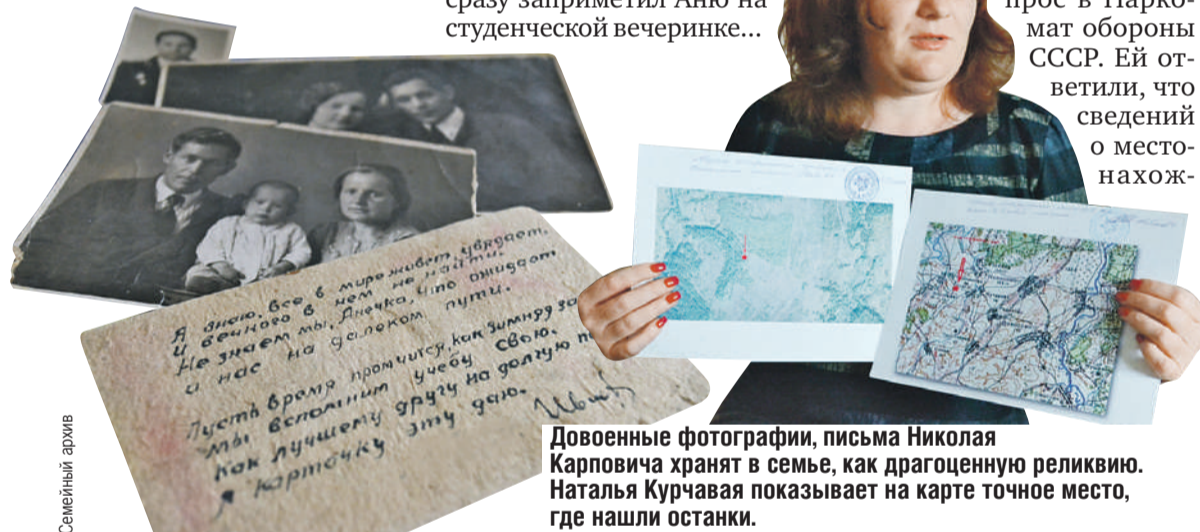 сразу заприметил Аню на
студенческой вечеринке...
прос в Нарко-
мат обороны
СССР. Ей от-
ветили, что
сведений
о место-
нахож-
Я знаю, все в мире живет, увядает,
И вечного в нем не найти.
Не знаем мы, Анечка, что ожидает
и нас на далеком пути.
Пусть время промчится, как зимняя
мы вспомним учебу свою.
Как лучшему другу на долгую
Я карточку эту даю.
Семейный архив
Довоенные фотографии, письма Николая
Карповича хранят в семье, как драгоценную реликвию.
Наталья Курчавая показывает на карте точное место,
где нашли останки.